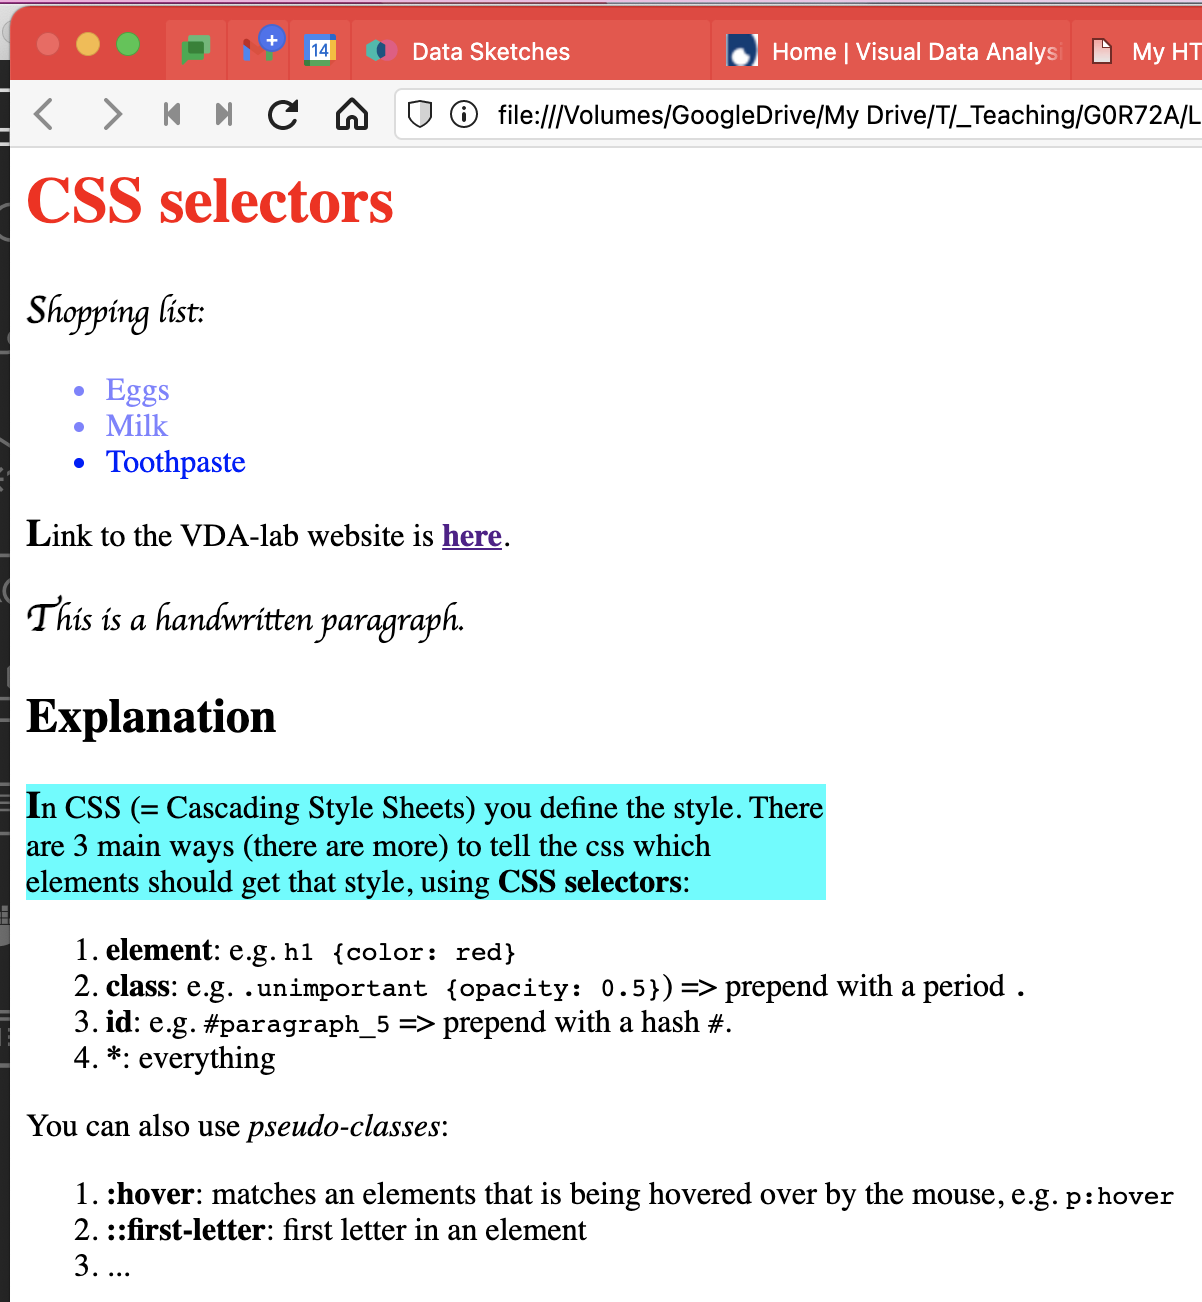 14
Data Sketches
Home | Visual Data Analysi
My HT
file:///Volumes/GoogleDrive/My Drive/T/_Teaching/G0R72A/L
CSS selectors
Shopping list:
• Eggs
• Milk
• Toothpaste
Link to the VDA-lab website is here.
This is a handwritten paragraph.
Explanation
In CSS (= Cascading Style Sheets) you define the style. There
are 3 main ways (there are more) to tell the css which
elements should get that style, using CSS selectors:
1. element: e.g. h1 {color: red}
2. class: e.g. .unimportant {opacity: 0.5}) => prepend with a period .
3. id: e.g. #paragraph_5 => prepend with a hash #.
4. *: everything
You can also use pseudo-classes:
1. :hover: matches an elements that is being hovered over by the mouse, e.g. p:hover
2. ::first-letter: first letter in an element
3. ...